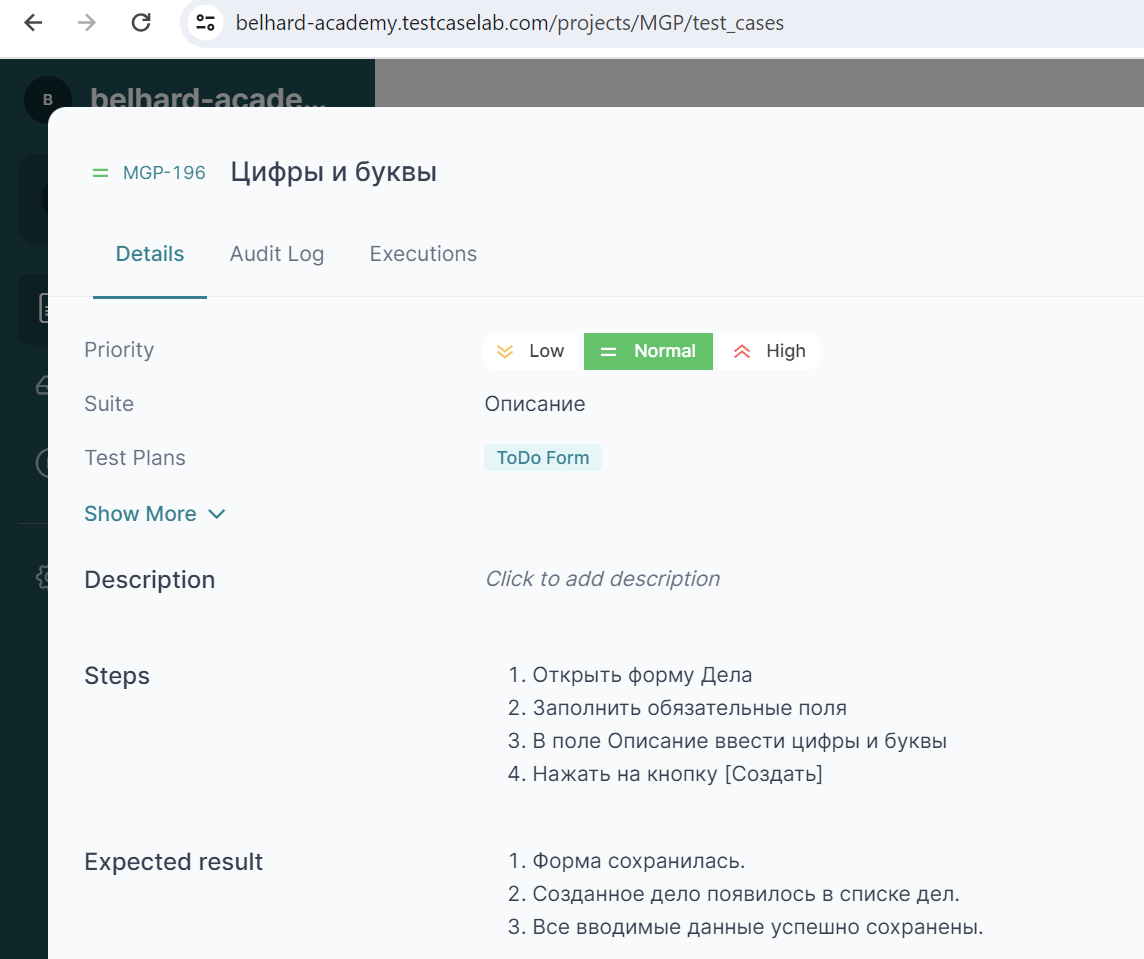 belhard-academy.testcaselab.com/projects/MGP/test_cases
B belhard-acade...
MGP-196 Цифры и буквы
Details Audit Log Executions
Priority Low Normal High
Suite Описание
Test Plans ToDo Form
Show More
Description Click to add description
Steps 1. Открыть форму Дела
2. Заполнить обязательные поля
3. В поле Описание ввести цифры и буквы
4. Нажать на кнопку [Создать]
Expected result 1. Форма сохранилась.
2. Созданное дело появилось в списке дел.
3. Все вводимые данные успешно сохранены.